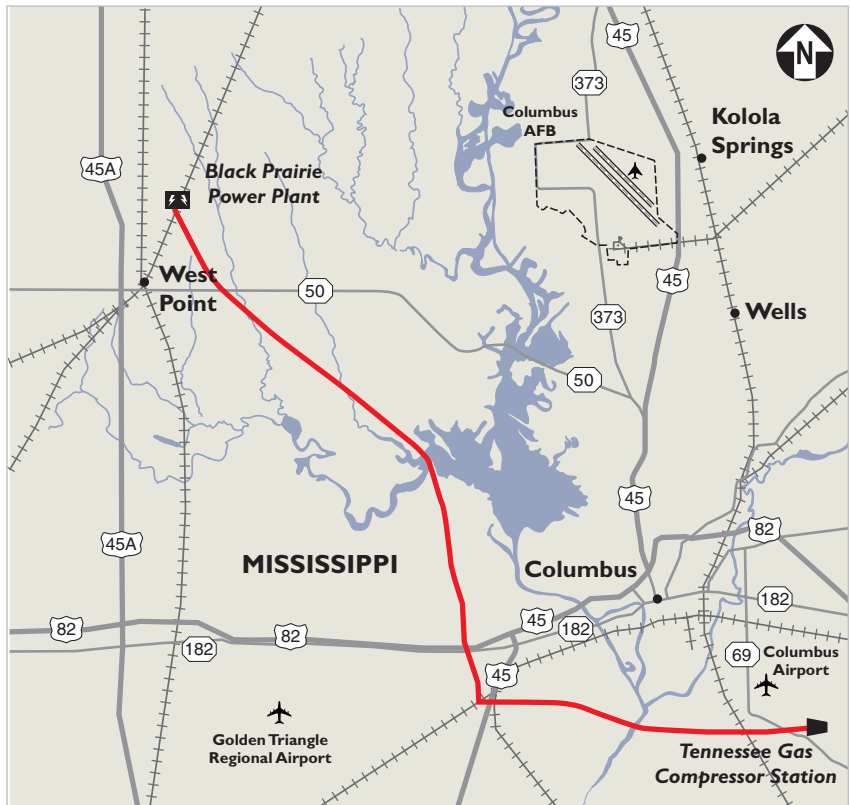 45
N
373
Columbus
AFB
Kolola
Springs
45A
Black Prairie
Power Plant
West
Point
50
45
373
Wells
50
45
45A
82
MISSISSIPPI
Columbus
182
82
82
45
182
182
69
Columbus
Airport
45
Golden Triangle
Regional Airport
Tennessee Gas
Compressor Station